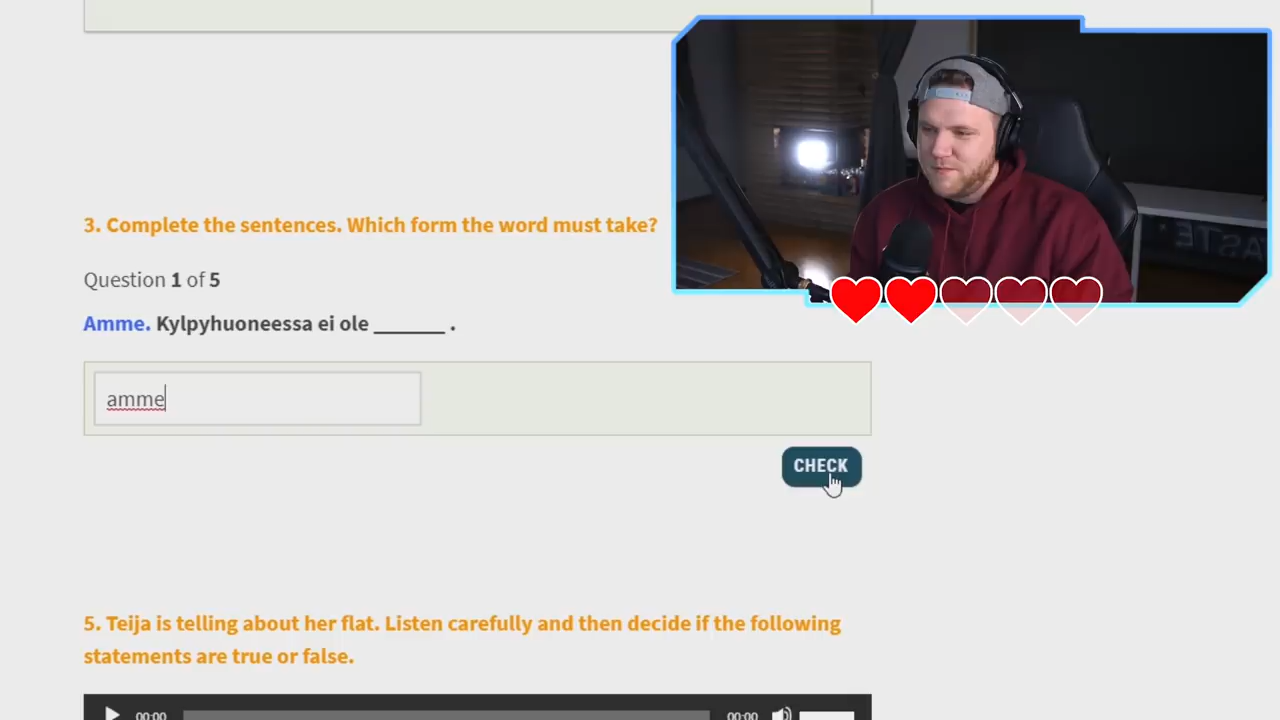 3. Complete the sentences. Which form the word must take?
Question 1 of 5
Amme. Kylpyhuoneessa ei ole _______ .
amme
CHECK
5. Teija is telling about her flat. Listen carefully and then decide if the following
statements are true or false.
00:00
00:00